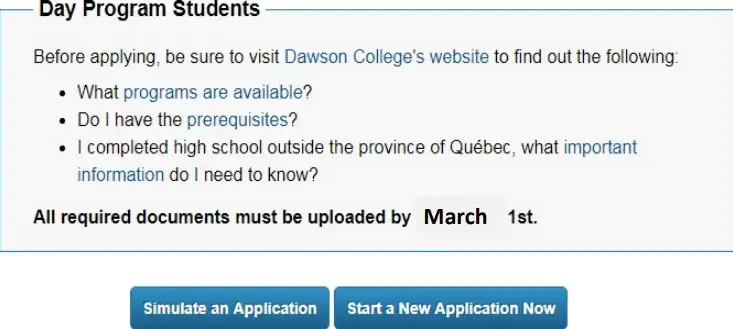 Day Program Students
Before applying, be sure to visit Dawson College's website to find out the following:
• What programs are available?
• Do I have the prerequisites?
• I completed high school outside the province of Québec, what important
information do I need to know?
All required documents must be uploaded by March 1st.
Simulate an Application Start a New Application Now